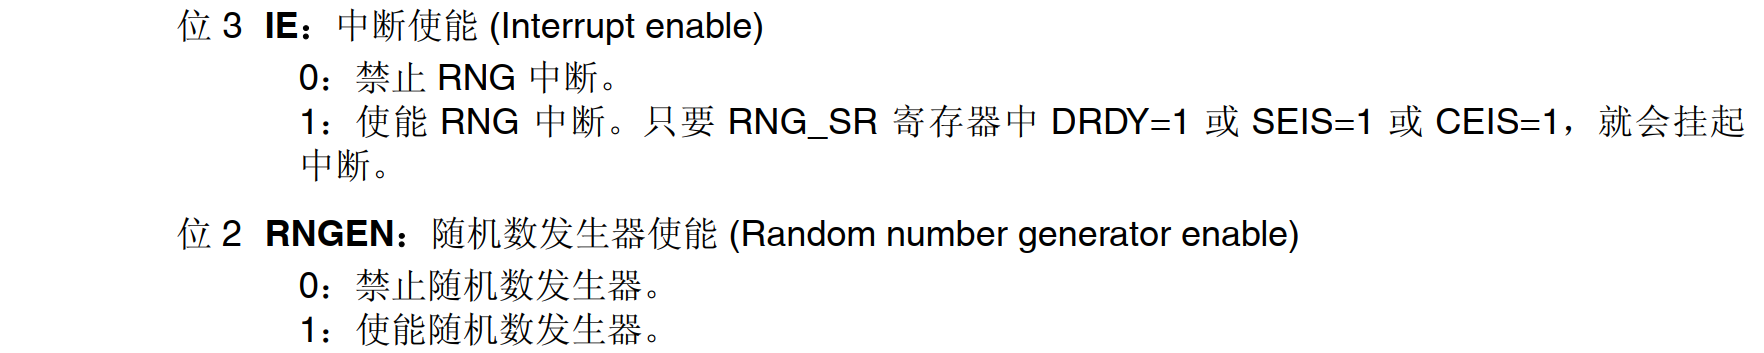 位 3 IE：中断使能 (Interrupt enable)
0：禁止 RNG 中断。
1：使能 RNG 中断。只要 RNG_SR 寄存器中 DRDY=1 或 SEIS=1 或 CEIS=1，就会挂起
中断。
位 2 RNGEN：随机数发生器使能 (Random number generator enable)
0：禁止随机数发生器。
1：使能随机数发生器。